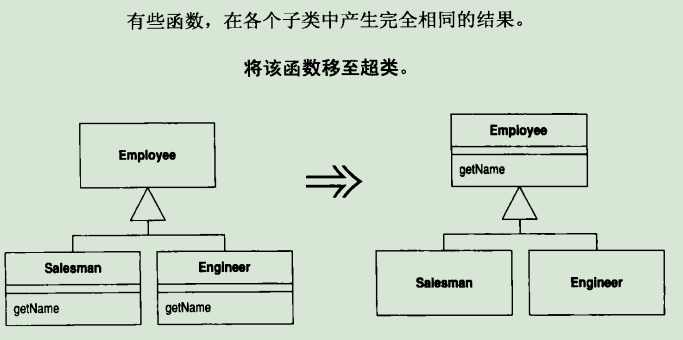 有些函数，在各个子类中产生完全相同的结果。
将该函数移至超类。
Employee
Salesman
getName
Engineer
getName
Employee
getName
Salesman
Engineer